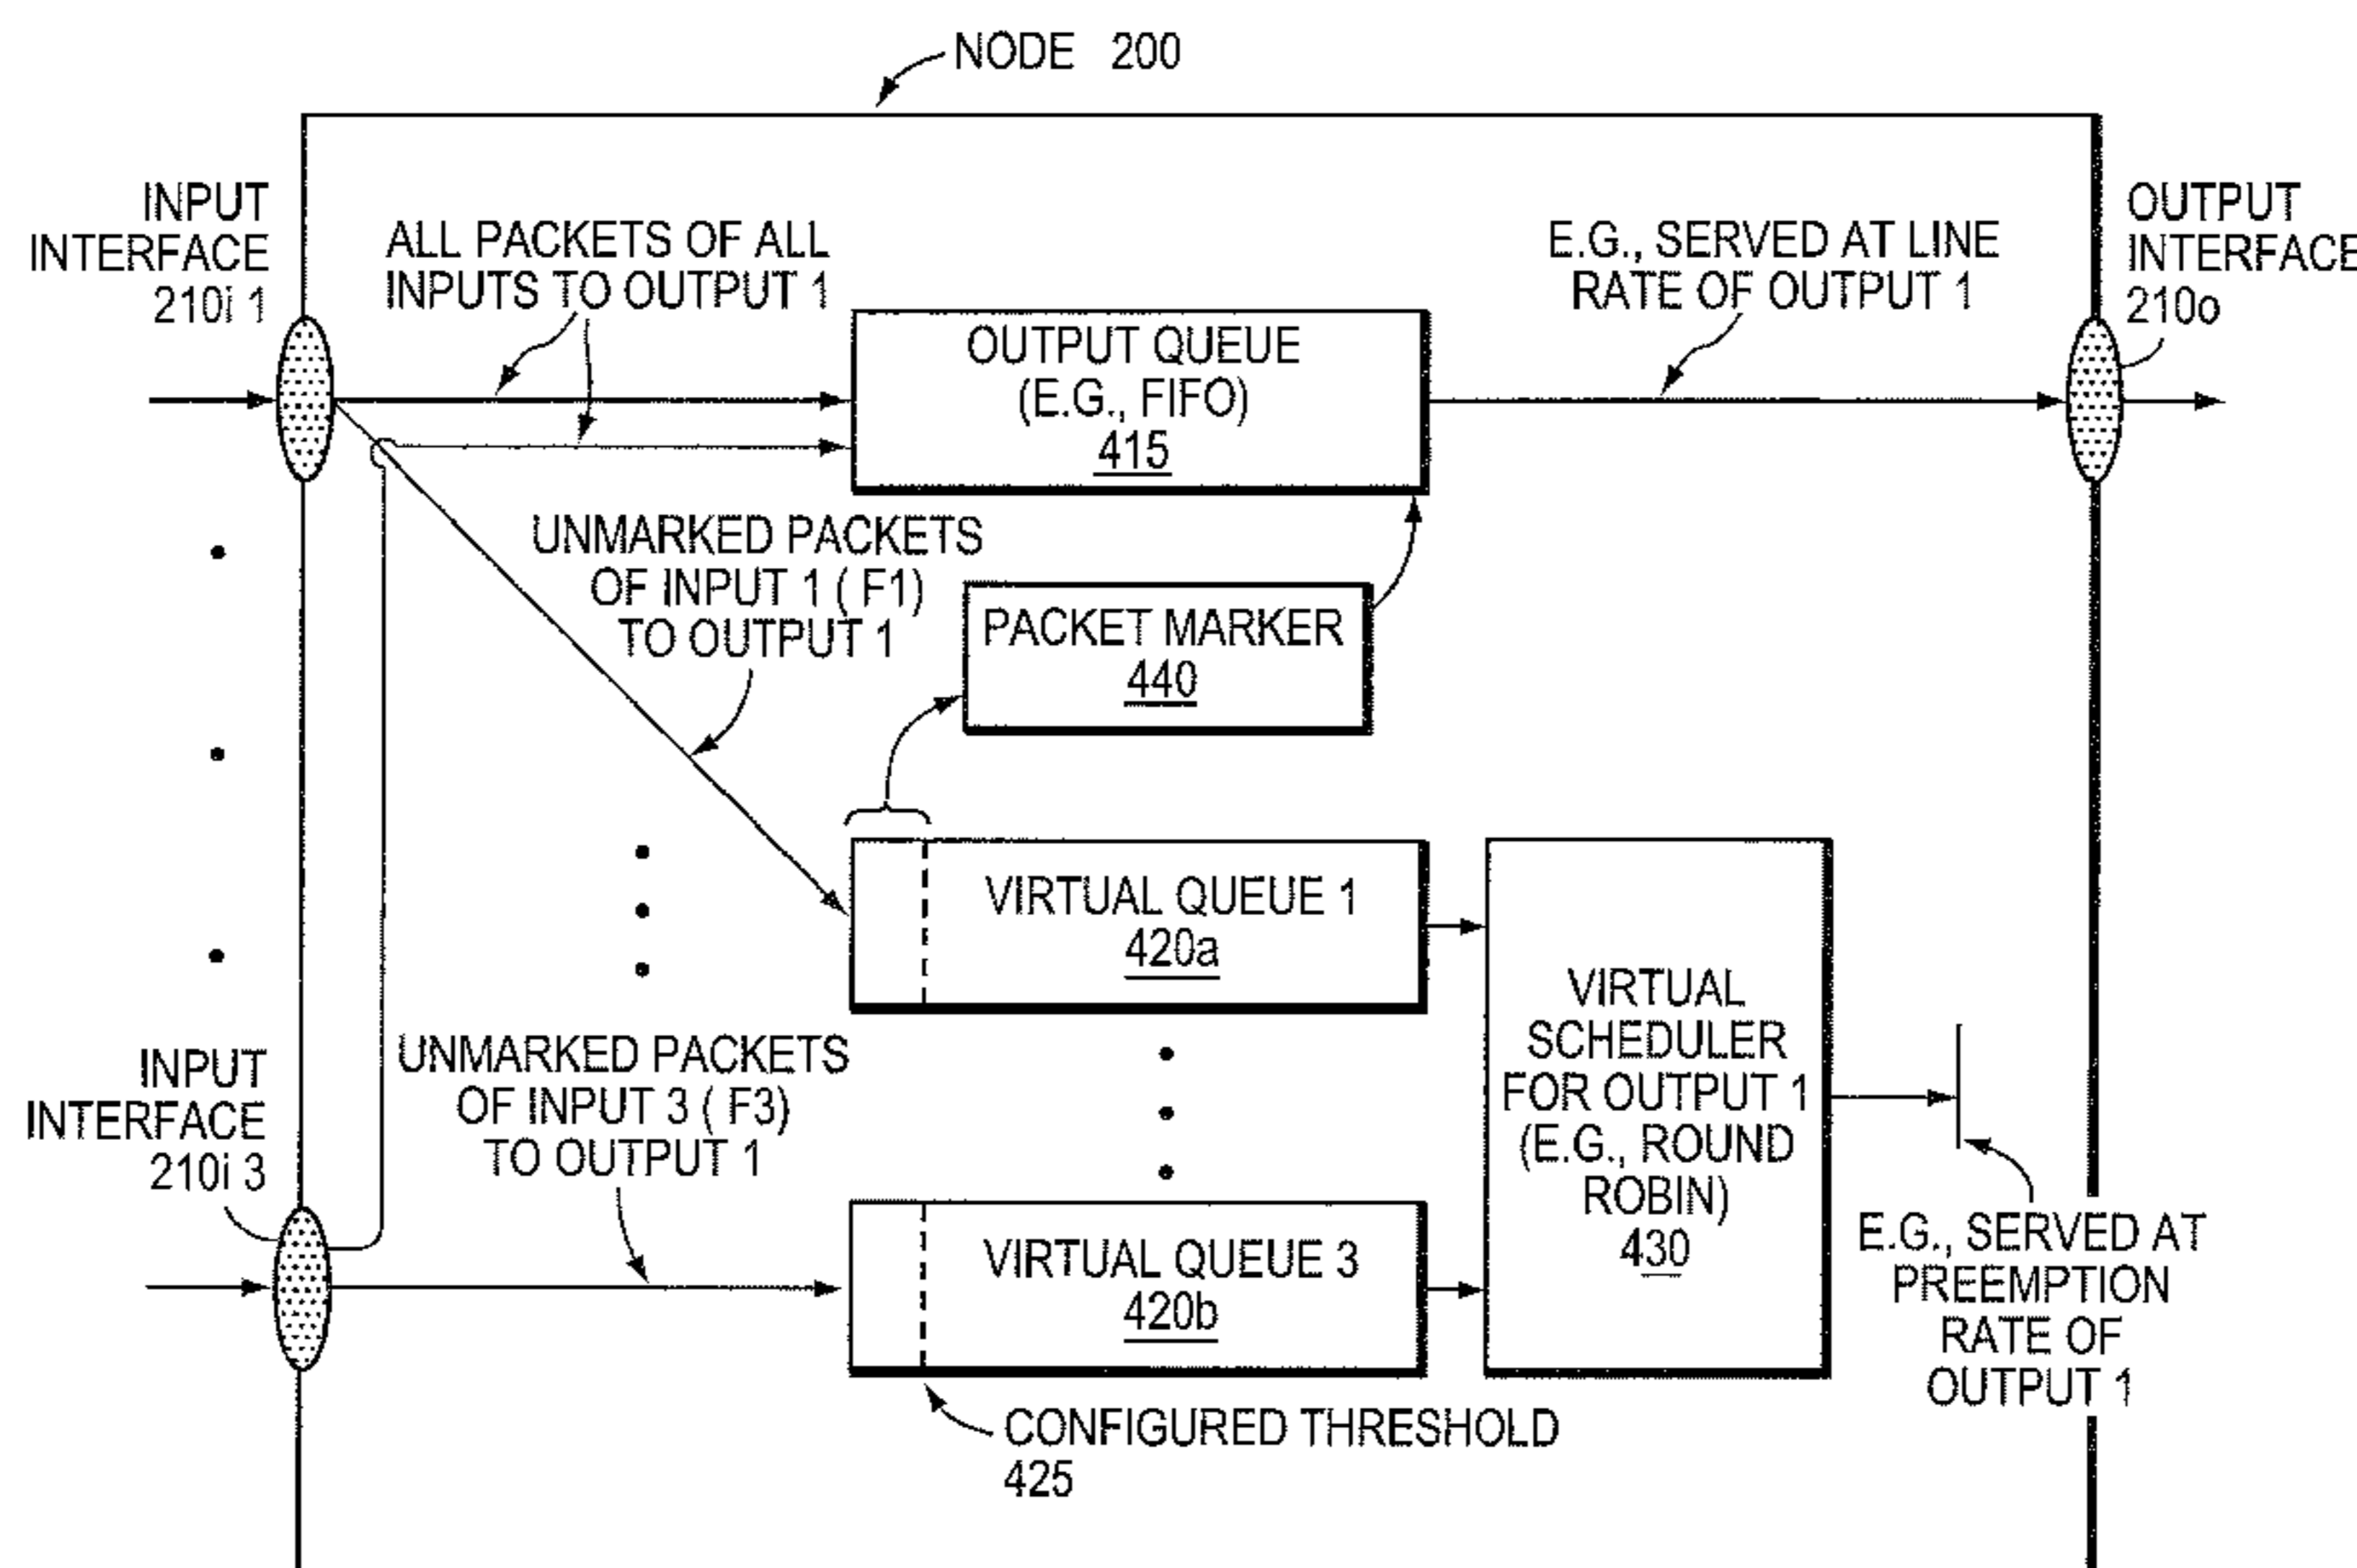 NODE 200
INPUT
INTERFACE
210i 1
ALL PACKETS OF ALL
INPUTS TO OUTPUT 1
E.G., SERVED AT LINE
RATE OF OUTPUT 1
OUTPUT
INTERFACE
210o
OUTPUT QUEUE
(E.G., FIFO)
415
UNMARKED PACKETS
OF INPUT 1 ( F1)
TO OUTPUT 1
PACKET MARKER
440
VIRTUAL QUEUE 1
420a
VIRTUAL
SCHEDULER
FOR OUTPUT 1
(E.G., ROUND
ROBIN)
430
INPUT
INTERFACE
210i 3
UNMARKED PACKETS
OF INPUT 3 ( F3)
TO OUTPUT 1
VIRTUAL QUEUE 3
420b
E.G., SERVED AT
PREEMPTION
RATE OF
OUTPUT 1
CONFIGURED THRESHOLD
425